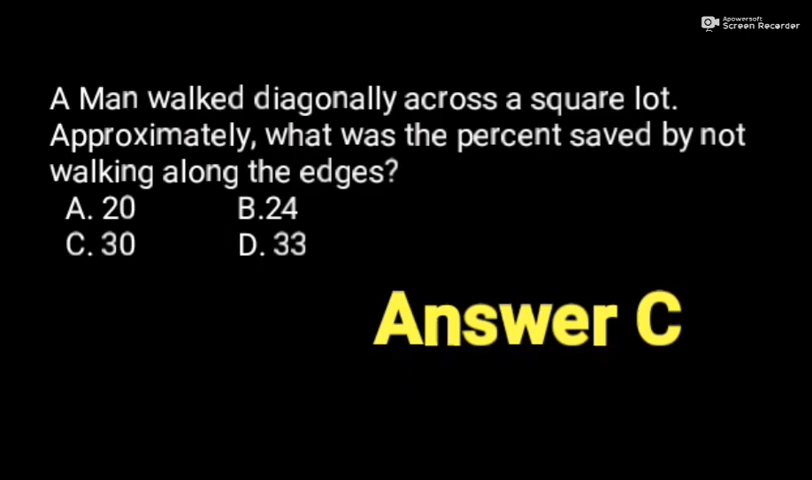 Apowersoft
Screen Recorder
A Man walked diagonally across a square lot.
Approximately, what was the percent saved by not
walking along the edges?
A. 20 B.24
C. 30 D. 33
Answer C